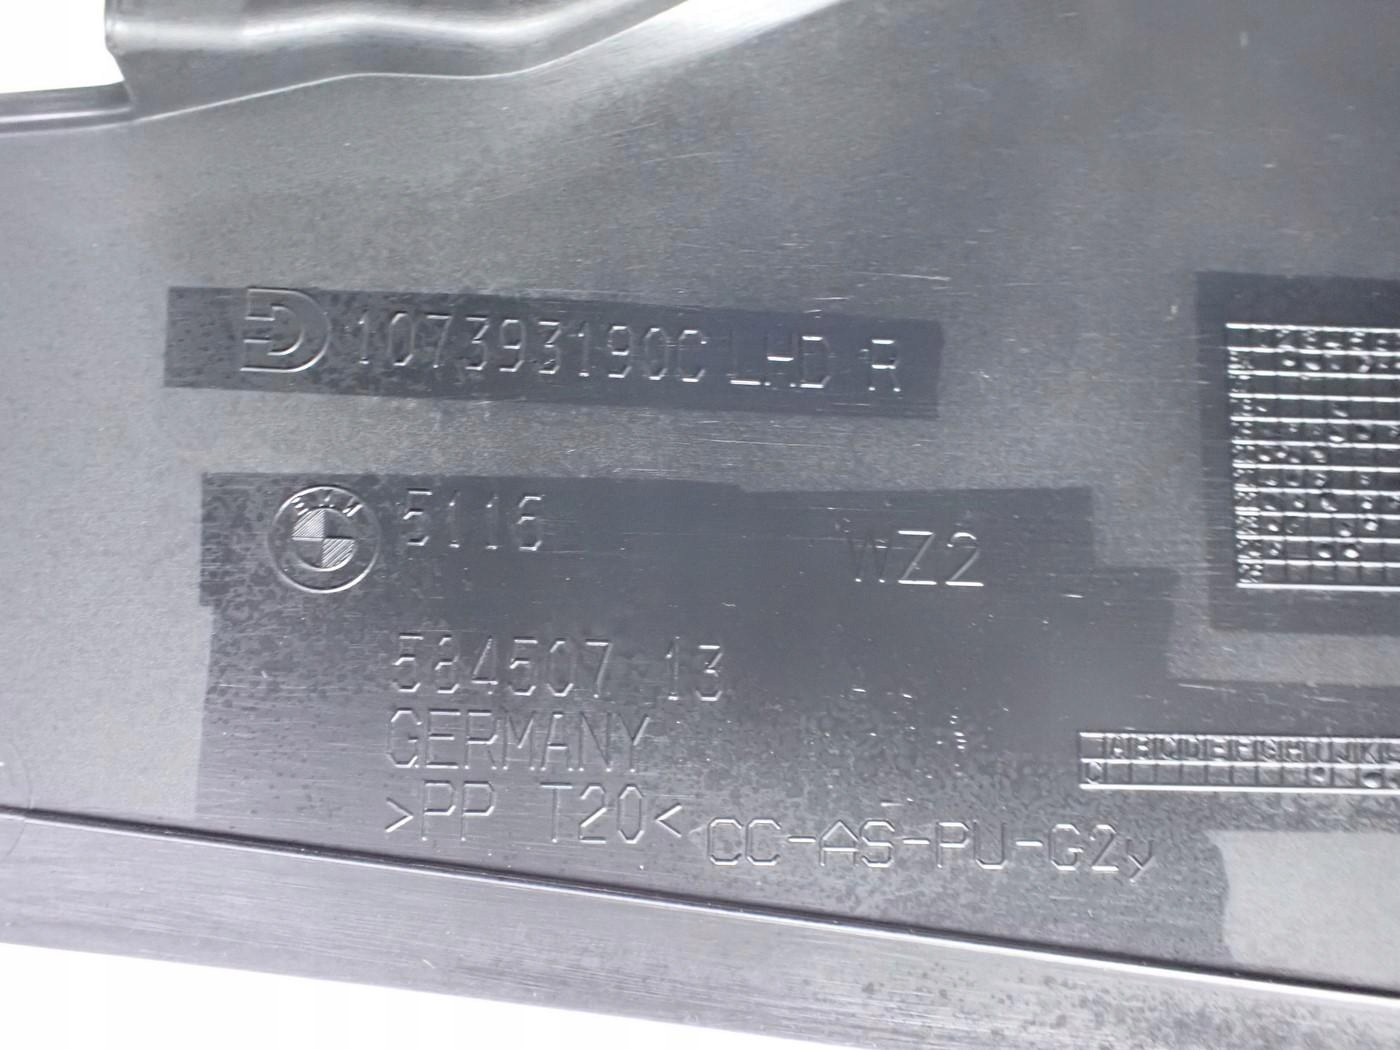 107393190C LHD R
5116
WZ2
584507 13
GERMANY
>PP T20<
CC-AS-PU-G2y